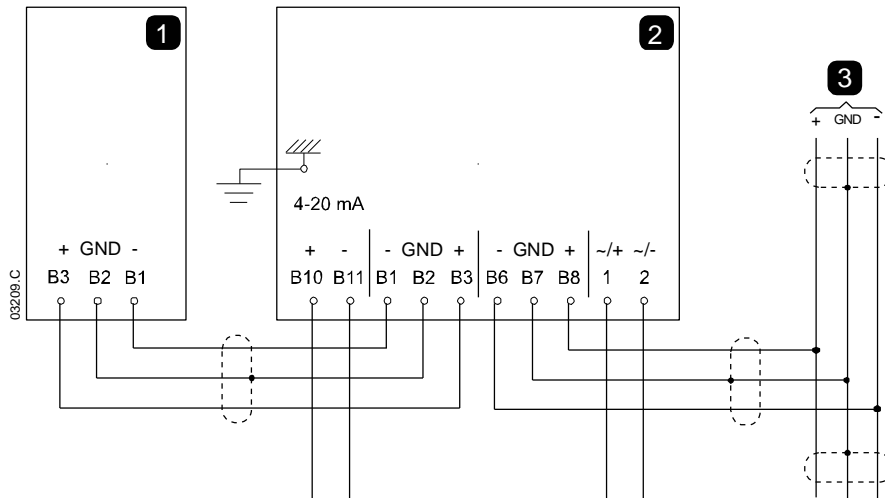 1
2
3
+ GND -
4-20 mA
+ GND -
B3 B2 B1
+ - - GND + - GND + ~/+ ~/-
B10 B11 B1 B2 B3 B6 B7 B8 1 2
03209.C